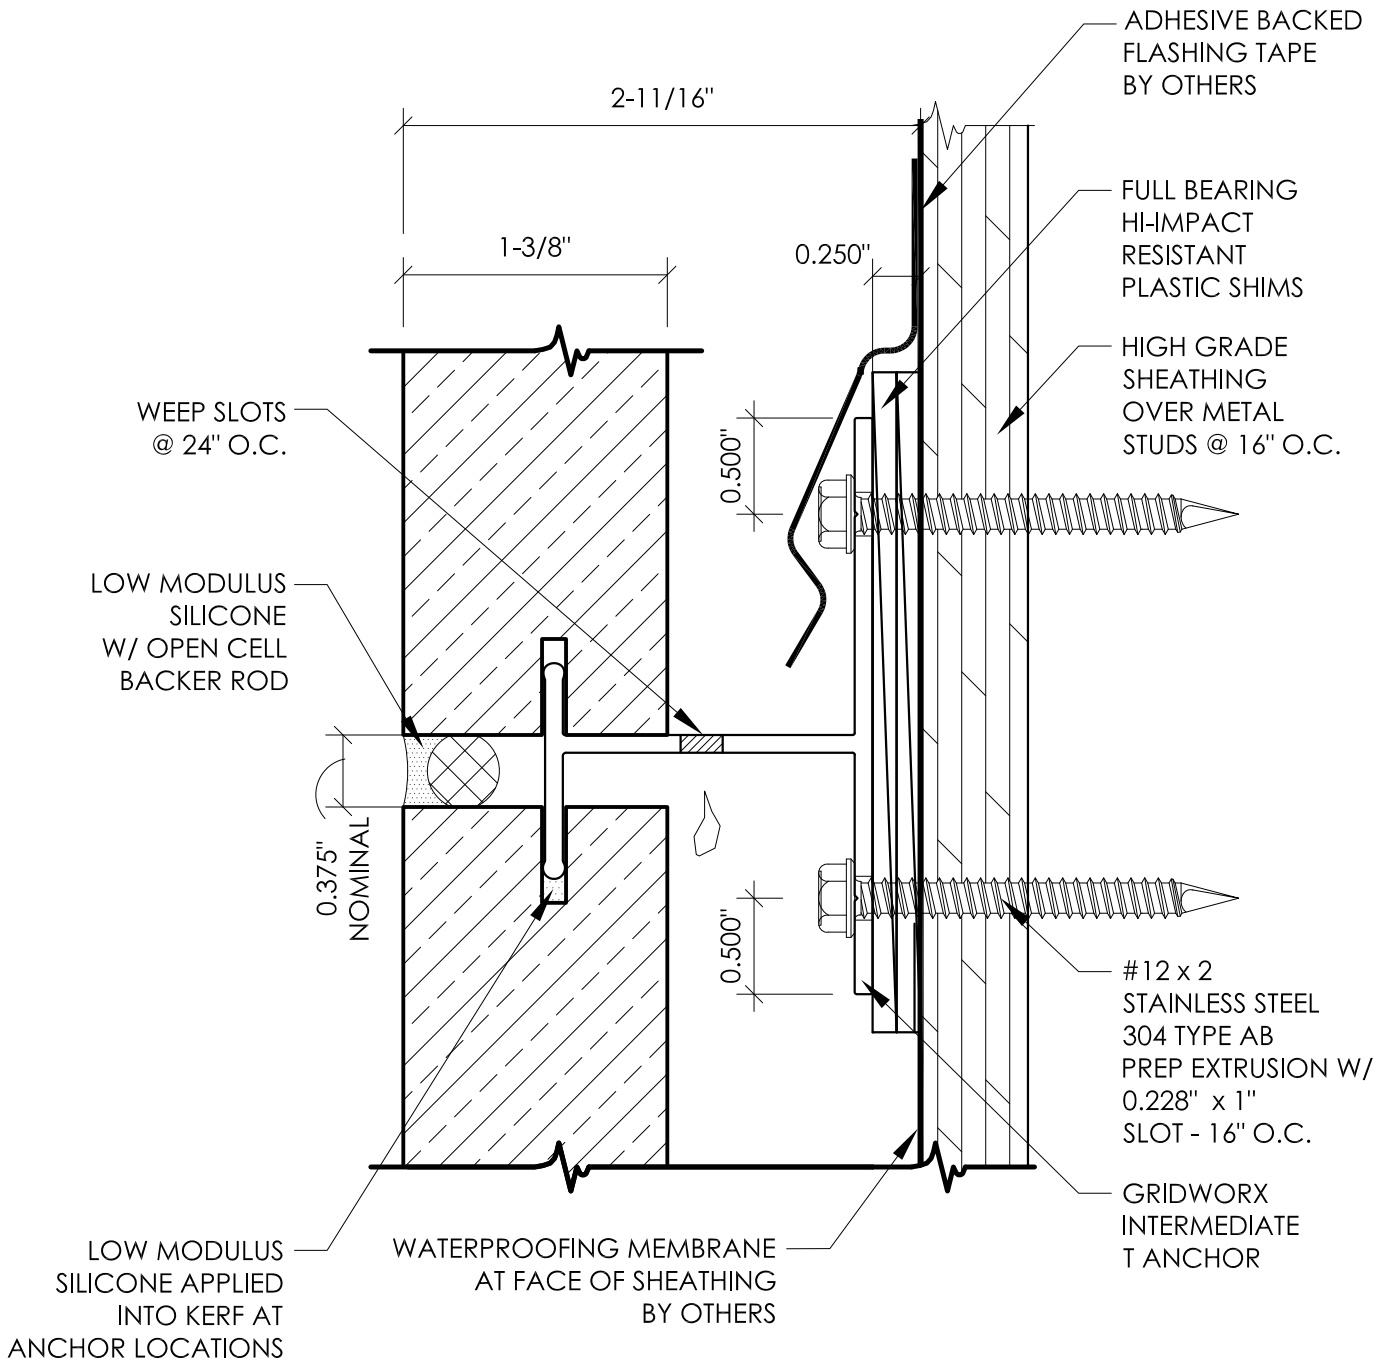 ADHESIVE BACKED
FLASHING TAPE
BY OTHERS
2-11/16"
FULL BEARING
HI-IMPACT
RESISTANT
PLASTIC SHIMS
1-3/8"
0.250"
HIGH GRADE
SHEATHING
OVER METAL
STUDS @ 16" O.C.
WEEP SLOTS
@ 24" O.C.
0.500"
LOW MODULUS
SILICONE
W/ OPEN CELL
BACKER ROD
0.375"
NOMINAL
0.500"
#12 x 2
STAINLESS STEEL
304 TYPE AB
PREP EXTRUSION W/
0.228" x 1"
SLOT - 16" O.C.
GRIDWORX
INTERMEDIATE
T ANCHOR
LOW MODULUS
SILICONE APPLIED
INTO KERF AT
ANCHOR LOCATIONS
WATERPROOFING MEMBRANE
AT FACE OF SHEATHING
BY OTHERS